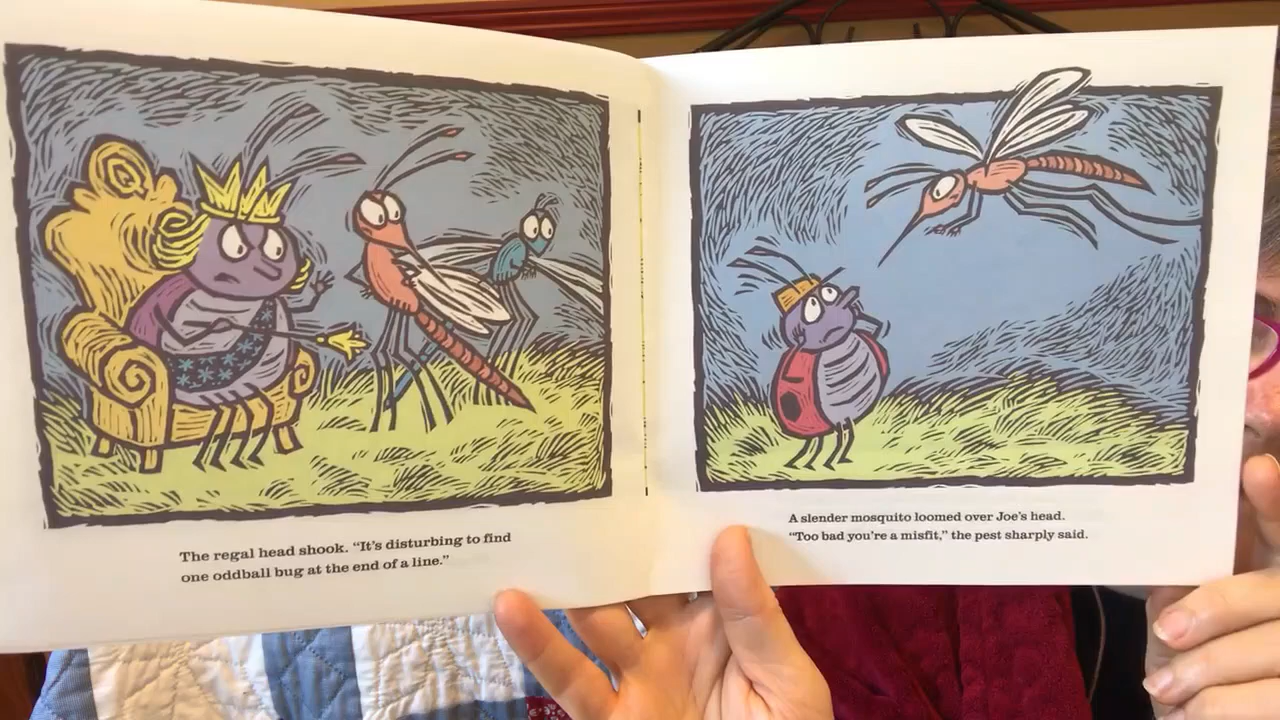 The regal head shook. “It’s disturbing to find
one oddball bug at the end of a line.”
A slender mosquito loomed over Joe’s head.
“Too bad you’re a misfit,” the pest sharply said.